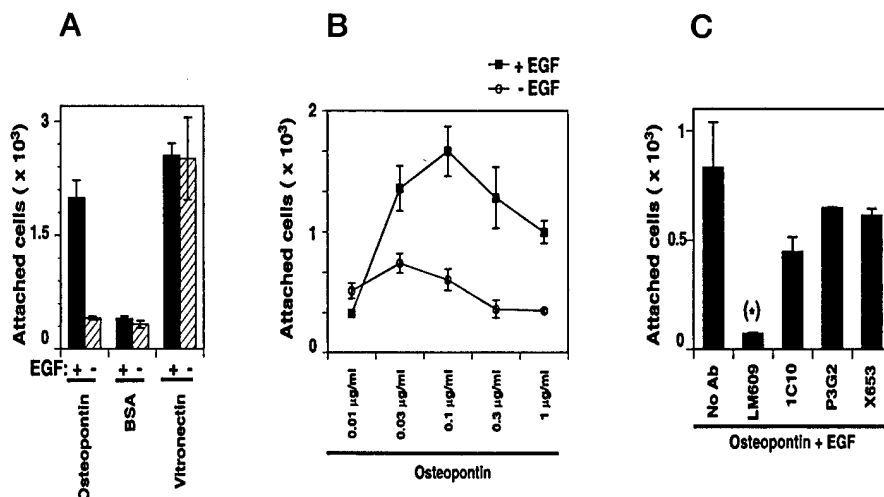 A
Attached cells ( x 10³)
3
1.5
0
EGF: + - + - + -
Osteopontin
BSA
Vitronectin
B
+ EGF
- EGF
Attached cells ( x 10³)
2
1
0
0.01 µg/ml
0.03 µg/ml
0.1 µg/ml
0.3 µg/ml
1 µg/ml
Osteopontin
C
Attached cells ( x 10³)
1
0.5
0
(*)
No Ab
LM609
1C10
P3G2
X653
Osteopontin + EGF